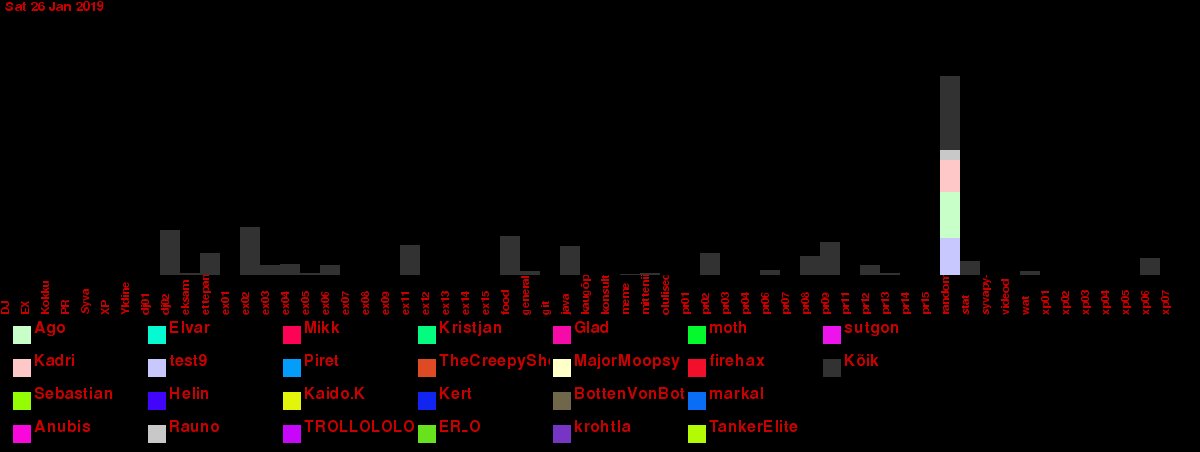 Sat 26 Jan 2019
DJ EX Kokku PR Syva XP Ykline dj01 dj02 eksam ettepan ex01 ex02 ex03 ex04 ex05 ex06 ex07 ex08 ex09 ex11 ex12 ex13 ex14 ex15 food general git java kaugõp konsult meme mitteni olulisec pr01 pr02 pr03 pr04 pr06 pr07 pr08 pr09 pr11 pr12 pr13 pr14 pr15 random stat syvapy- videod wat xp01 xp02 xp03 xp04 xp05 xp06 xp07
Ago Elvar Mikk Kristjan Glad moth sutgon
Kadri test9 Piret TheCreepySh MajorMoopsy firehax Kõik
Sebastian Helin Kaido.K Kert BottenVonBot markal
Anubis Rauno TROLLOLOLO ER_O krohtla TankerElite